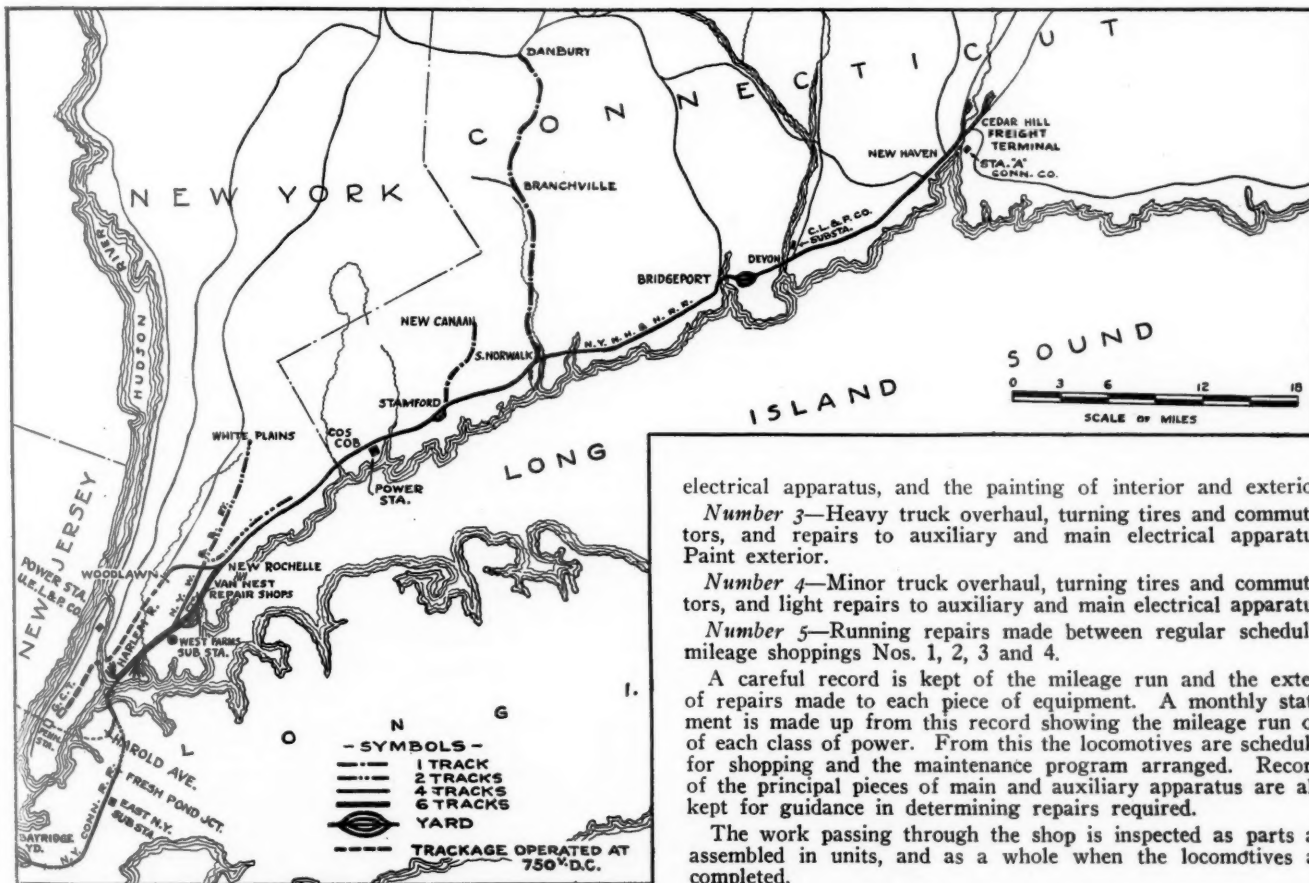 DANBURY
CONNECTICUT
CEDAR HILL
FREIGHT
TERMINAL
NEW HAVEN
STA. "A"
CONN. CO.
NEW YORK
BRANCHVILLE
HUDSON RIVER
C.L.&P. CO.
SUBSTA.
DEVON
BRIDGEPORT
NEW CANAAN
N.Y. N.H. & H. R.R.
S. NORWALK
STAMFORD
LONG ISLAND SOUND
0 3 6 12 18
SCALE OF MILES
WHITE PLAINS
COS
COB
POWER
STA.
NEW JERSEY
NEW ROCHELLE
WOODLAWN
VAN NEST
REPAIR SHOPS
POWER STA.
U.E.L.&P. CO.
HARLEM R.
WEST FARMS
SUB STA.
G.C.T.
PENN.
STA.
HAROLD AVE.
FRESH POND JCT.
EAST N.Y.
SUBSTA.
BAYRIDGE
YD.
N.Y. CONN. R.R.
LONG I.
- SYMBOLS -
1 TRACK
2 TRACKS
4 TRACKS
6 TRACKS
YARD
TRACKAGE OPERATED AT
750 V. D.C.
electrical apparatus, and the painting of interior and exterio
Number 3—Heavy truck overhaul, turning tires and commut
tors, and repairs to auxiliary and main electrical apparatu
Paint exterior.
Number 4—Minor truck overhaul, turning tires and commut
tors, and light repairs to auxiliary and main electrical apparatu
Number 5—Running repairs made between regular schedul
mileage shoppings Nos. 1, 2, 3 and 4.
A careful record is kept of the mileage run and the exte
of repairs made to each piece of equipment. A monthly stat
ment is made up from this record showing the mileage run o
of each class of power. From this the locomotives are schedul
for shopping and the maintenance program arranged. Recor
of the principal pieces of main and auxiliary apparatus are al
kept for guidance in determining repairs required.
The work passing through the shop is inspected as parts a
assembled in units, and as a whole when the locomotives a
completed.